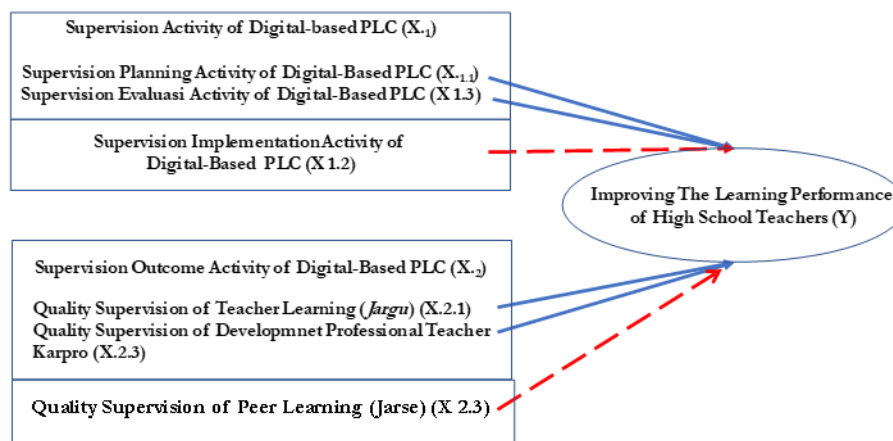 Supervision Activity of Digital-based PLC (X.1)
Supervision Planning Activity of Digital-Based PLC (X.1.1)
Supervision Evaluasi Activity of Digital-Based PLC (X1.3)
Supervision Implementation Activity of
Digital-Based PLC (X1.2)
Improving The Learning Performance
of High School Teachers (Y)
Supervision Outcome Activity of Digital-Based PLC (X.2)
Quality Supervision of Teacher Learning (Jargu) (X.2.1)
Quality Supervision of Developmnet Professional Teacher
Karpro (X.2.3)
Quality Supervision of Peer Learning (Jarse) (X 2.3)